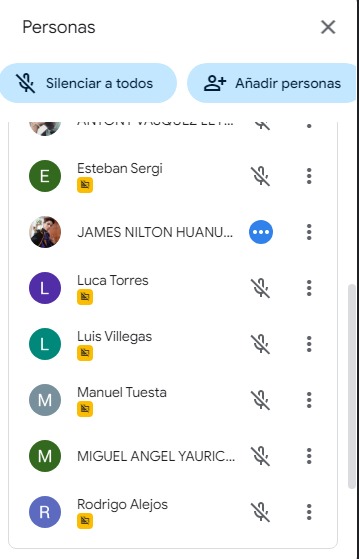 Personas
Silenciar a todos
Añadir personas
E
Esteban Sergi
JAMES NILTON HUANU...
L
Luca Torres
L
Luis Villegas
M
Manuel Tuesta
M
MIGUEL ANGEL YAURIC...
R
Rodrigo Alejos